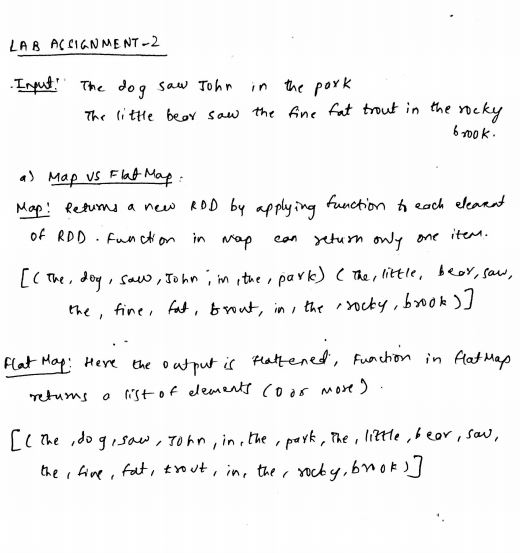 LAB ASSIGNMENT-2
Input: The dog saw John in the park
The little bear saw the fine fat trout in the rocky
brook.
a) Map vs Flat Map:
Map: Returns a new RDD by applying function to each element
of RDD. Function in Map can return only one item.
[(The, dog, saw, John, in, the, park) (The, little, bear, saw,
the, fine, fat, trout, in, the, rocky, brook)]
Flat Map: Here the output is flattened, Function in flatMap
returns a list of elements (0 or more).
[(The, dog, saw, John, in, the, park, The, little, bear, saw,
the, fine, fat, trout, in, the, rocky, brook)]